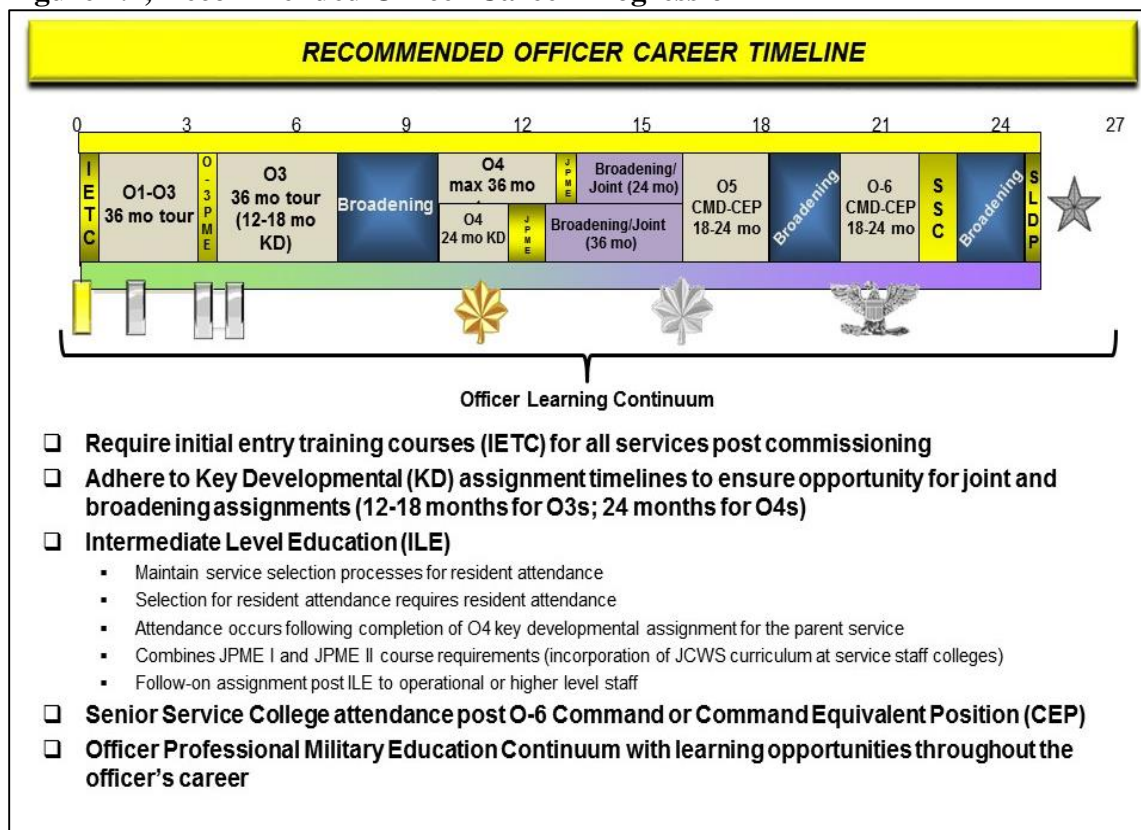 RECOMMENDED OFFICER CAREER TIMELINE
0 3 6 9 12 15 18 21 24 27
IETC
O1-O3
36 mo tour
O-3PME
O3
36 mo tour
(12-18 mo
KD)
Broadening
O4
max 36 mo
JPME
Broadening/
Joint (24 mo)
O4
24 mo KD
JPME
Broadening/Joint
(36 mo)
O5
CMD-CEP
18-24 mo
Broadening
O-6
CMD-CEP
18-24 mo
SSC
Broadening
SLDP
Officer Learning Continuum
Require initial entry training courses (IETC) for all services post commissioning
Adhere to Key Developmental (KD) assignment timelines to ensure opportunity for joint and
broadening assignments (12-18 months for O3s; 24 months for O4s)
Intermediate Level Education (ILE)
Maintain service selection processes for resident attendance
Selection for resident attendance requires resident attendance
Attendance occurs following completion of O4 key developmental assignment for the parent service
Combines JPME I and JPME II course requirements (incorporation of JCWS curriculum at service staff colleges)
Follow-on assignment post ILE to operational or higher level staff
Senior Service College attendance post O-6 Command or Command Equivalent Position (CEP)
Officer Professional Military Education Continuum with learning opportunities throughout the
officer's career